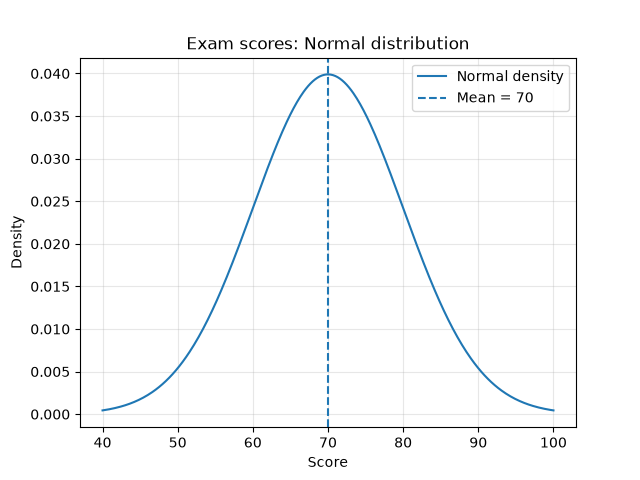 Exam scores: Normal distribution
Normal density
Mean = 70
0.040
0.035
0.030
0.025
0.020
0.015
0.010
0.005
0.000
Density
40 50 60 70 80 90 100
Score